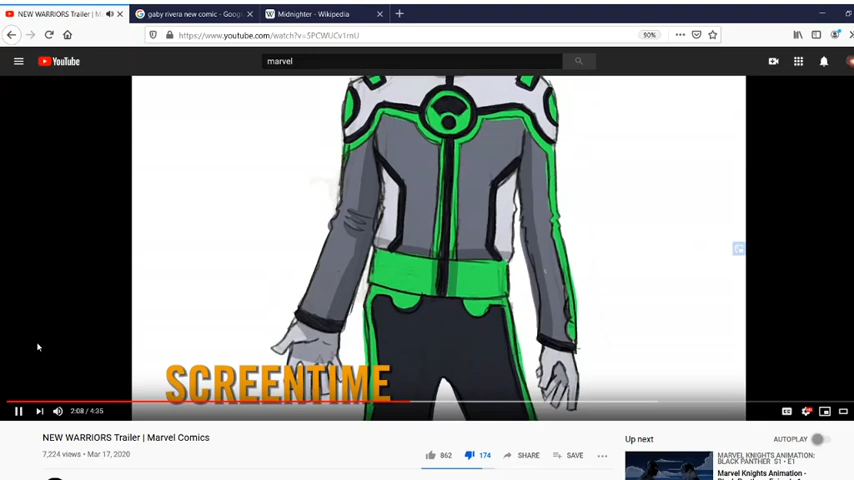 NEW WARRIORS Trailer | M
gaby rivera new comic - Goog
Midnighter - Wikipedia
https://www.youtube.com/watch?v=5PCWUCv1rnU
90%
YouTube
marvel
SCREENTIME
2:08 / 4:35
NEW WARRIORS Trailer | Marvel Comics
7,224 views • Mar 17, 2020
862
174
SHARE
SAVE
Up next
AUTOPLAY
MARVEL KNIGHTS ANIMATION:
BLACK PANTHER S1 • E1
Marvel Knights Animation -